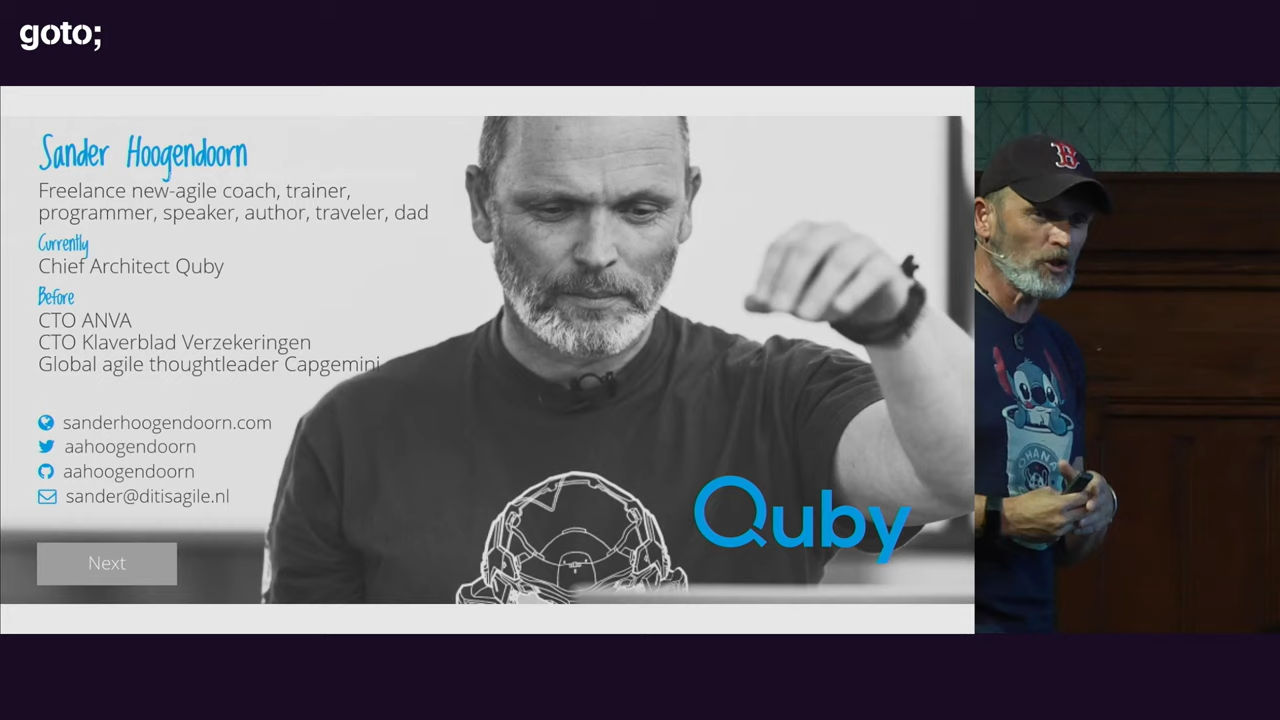 goto;
Sander Hoogendoorn
Freelance new-agile coach, trainer,
programmer, speaker, author, traveler, dad
Currently
Chief Architect Quby
Before
CTO ANVA
CTO Klaverblad Verzekeringen
Global agile thoughtleader Capgemini
sanderhoogendoorn.com
aahoogendoorn
aahoogendoorn
sander@ditisagile.nl
Next
Quby
B
OHANA